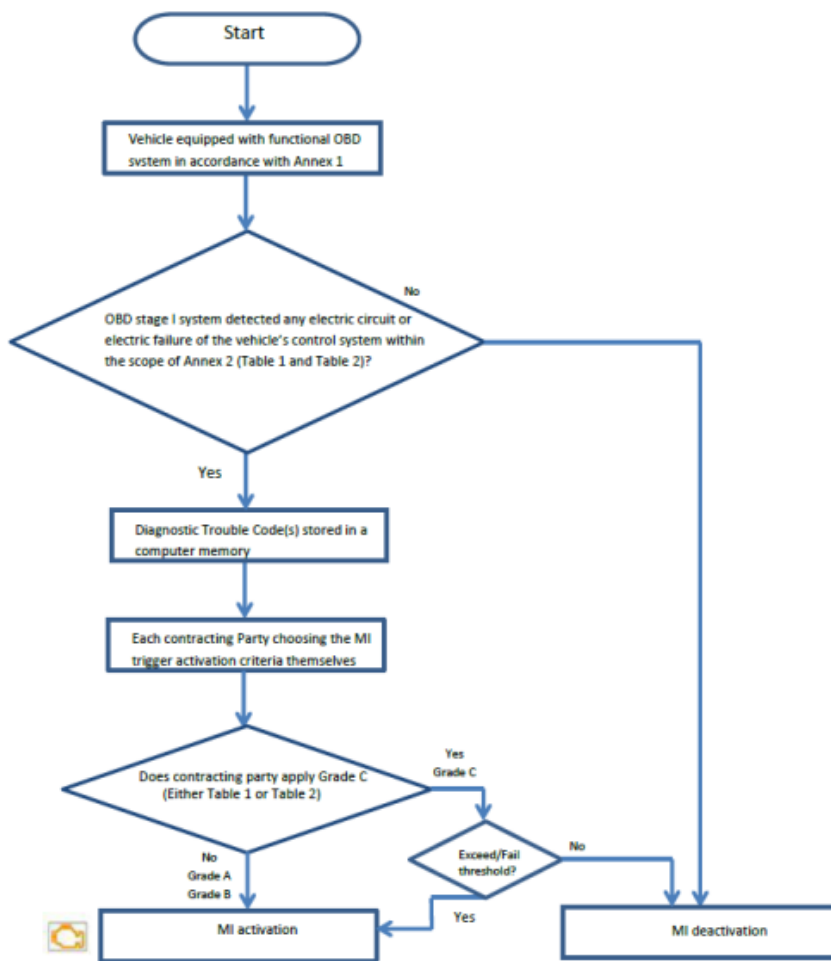 Start
Vehicle equipped with functional OBD
system in accordance with Annex 1
No
OBD stage I system detected any electric circuit or
electric failure of the vehicle's control system within
the scope of Annex 2 (Table 1 and Table 2)?
Yes
Diagnostic Trouble Code(s) stored in a
computer memory
Each contracting Party choosing the MI
trigger activation criteria themselves
Yes
Grade C
Does contracting party apply Grade C
(Either Table 1 or Table 2)
No
Exceed/Fail
threshold?
No
Grade A
Grade B
Yes
MI activation
MI deactivation